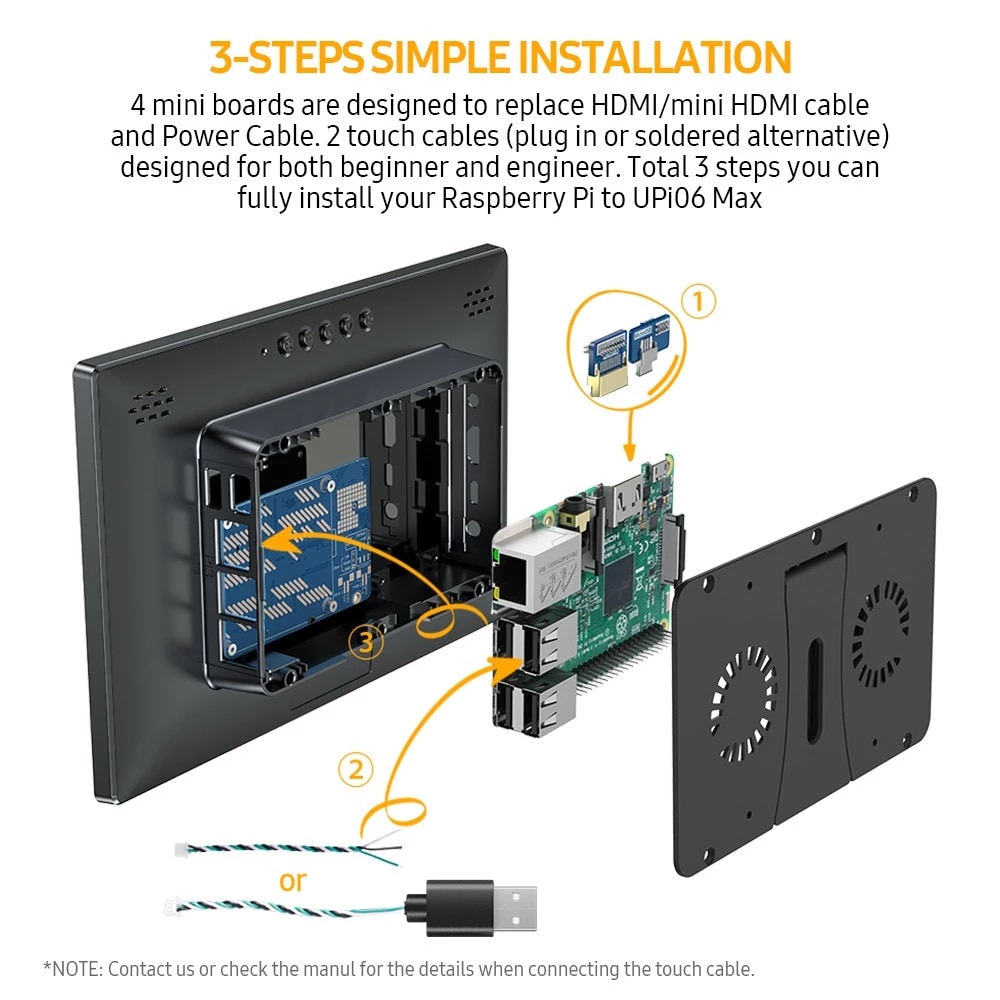 3-STEPS SIMPLE INSTALLATION
4 mini boards are designed to replace HDMI/mini HDMI cable
and Power Cable. 2 touch cables (plug in or soldered alternative)
designed for both beginner and engineer. Total 3 steps you can
fully install your Raspberry Pi to UPi06 Max
1
HDMI
3
2
or
*NOTE: Contact us or check the manul for the details when connecting the touch cable.